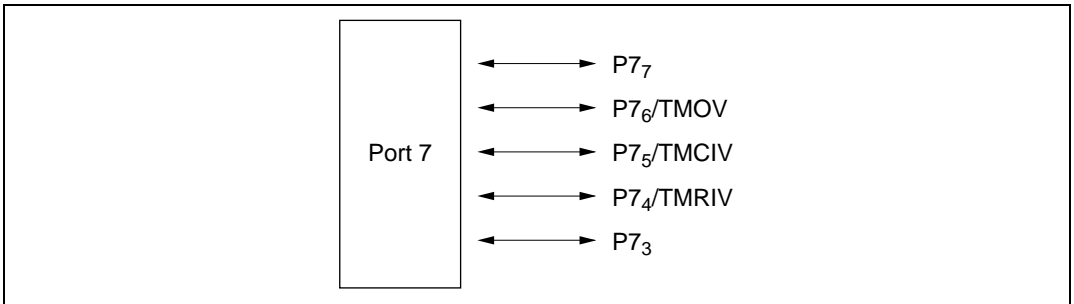 Port 7
P7₇
P7₆/TMOV
P7₅/TMCIV
P7₄/TMRIV
P7₃